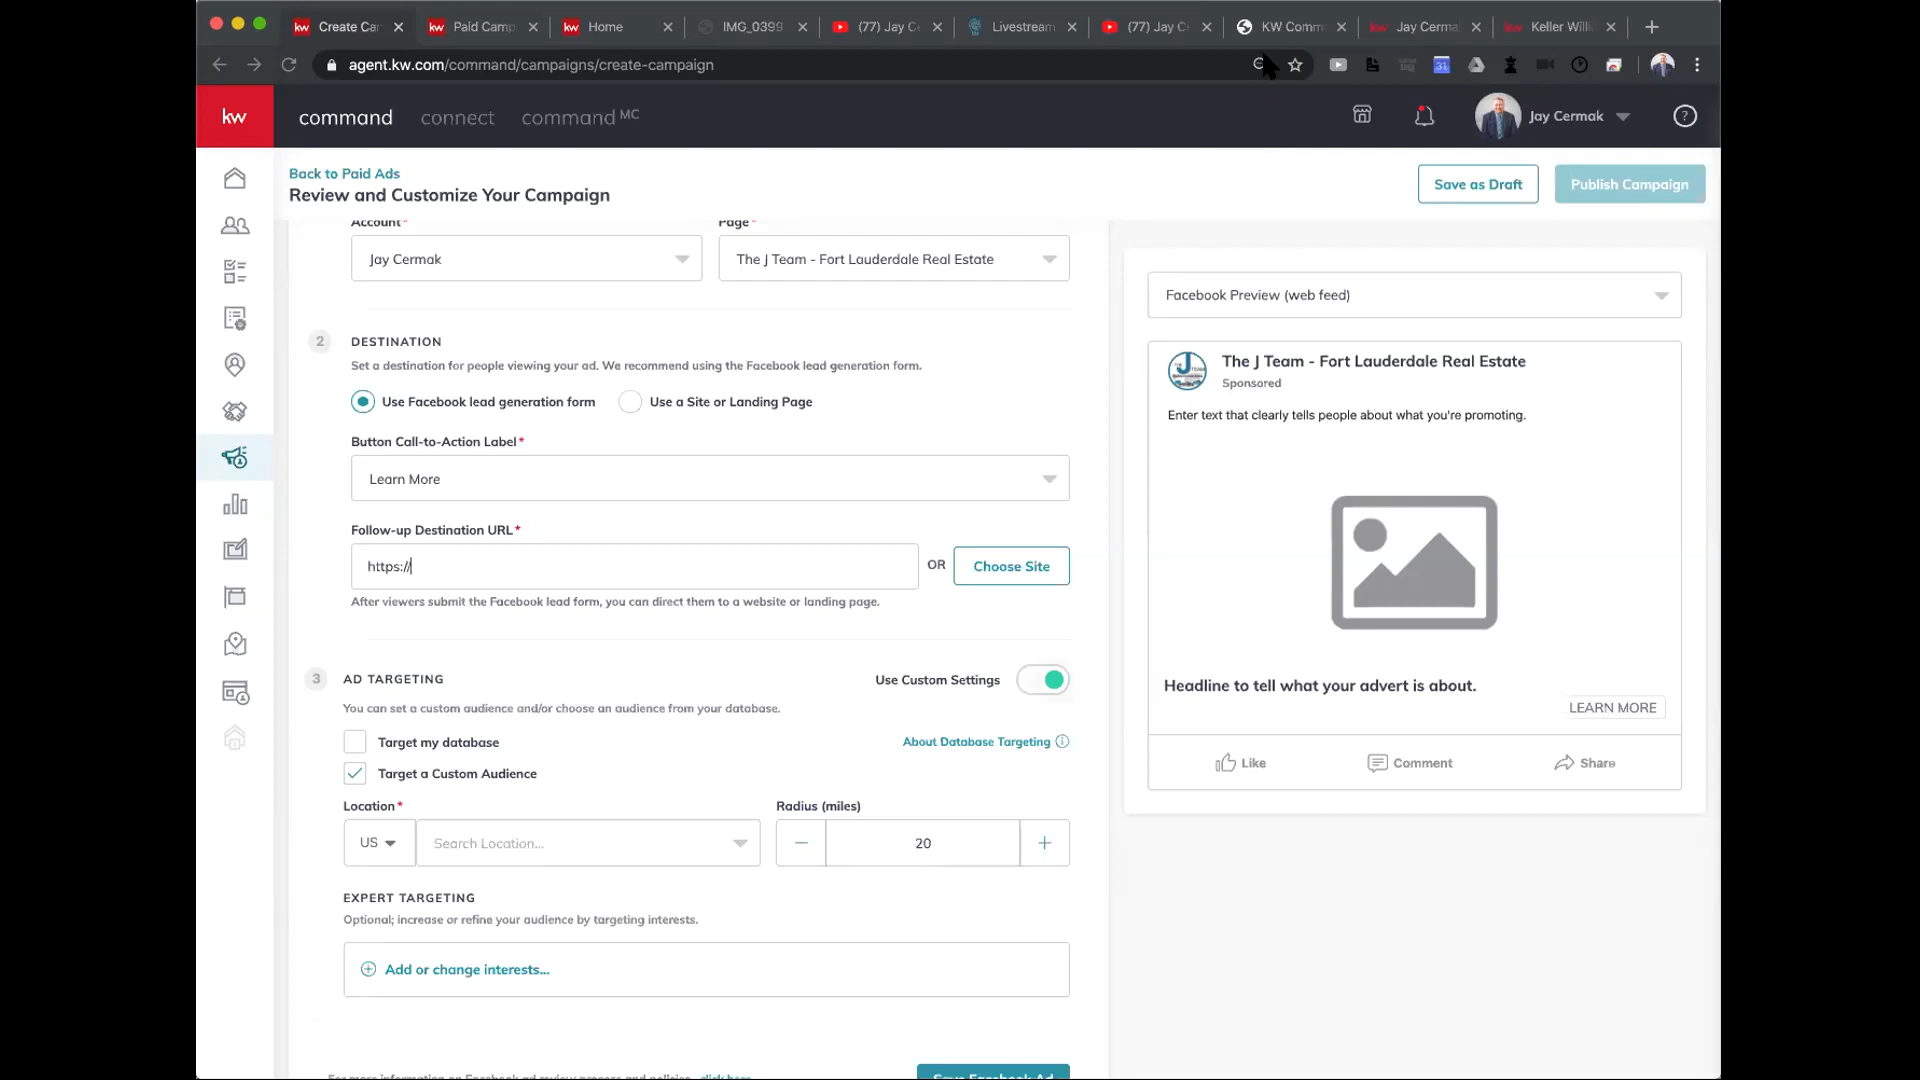 Create Car
Paid Camp
Home
IMG_0399
(77) Jay C
Livestream
(77) Jay C
KW Comm
Jay Cerma
Keller Willi
agent.kw.com/command/campaigns/create-campaign
31
kw
command
connect
command MC
Jay Cermak
Back to Paid Ads
Review and Customize Your Campaign
Save as Draft
Publish Campaign
Account*
Page*
Jay Cermak
The J Team - Fort Lauderdale Real Estate
2
DESTINATION
Set a destination for people viewing your ad. We recommend using the Facebook lead generation form.
Use Facebook lead generation form
Use a Site or Landing Page
Button Call-to-Action Label*
Learn More
Follow-up Destination URL*
https://
OR
Choose Site
After viewers submit the Facebook lead form, you can direct them to a website or landing page.
3
AD TARGETING
Use Custom Settings
You can set a custom audience and/or choose an audience from your database.
Target my database
About Database Targeting
Target a Custom Audience
Location*
Radius (miles)
US
Search Location...
20
EXPERT TARGETING
Optional; increase or refine your audience by targeting interests.
Add or change interests...
For more information on Facebook ad review process and policies, click here
Save Facebook Ad
Facebook Preview (web feed)
The J Team - Fort Lauderdale Real Estate
Sponsored
Enter text that clearly tells people about what you're promoting.
Headline to tell what your advert is about.
LEARN MORE
Like
Comment
Share